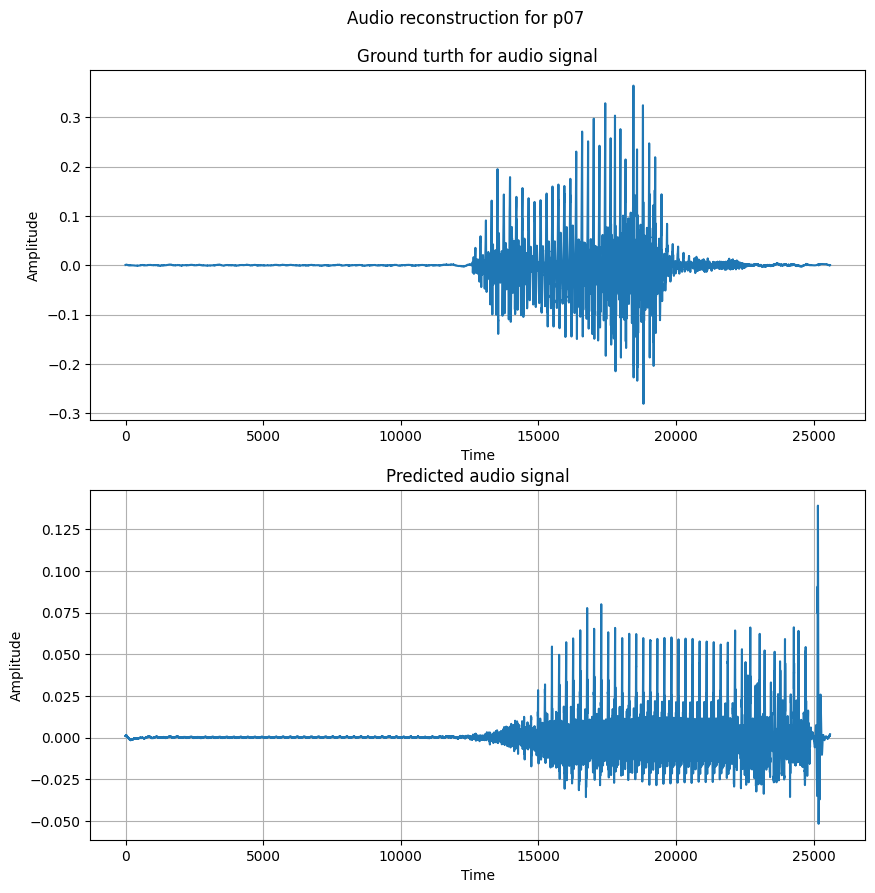 Audio reconstruction for p07
Ground turth for audio signal
0.3
0.2
0.1
0.0
−0.1
−0.2
−0.3
Amplitude
0 5000 10000 15000 20000 25000
Time
Predicted audio signal
0.125
0.100
0.075
0.050
0.025
0.000
−0.025
−0.050
Amplitude
0 5000 10000 15000 20000 25000
Time